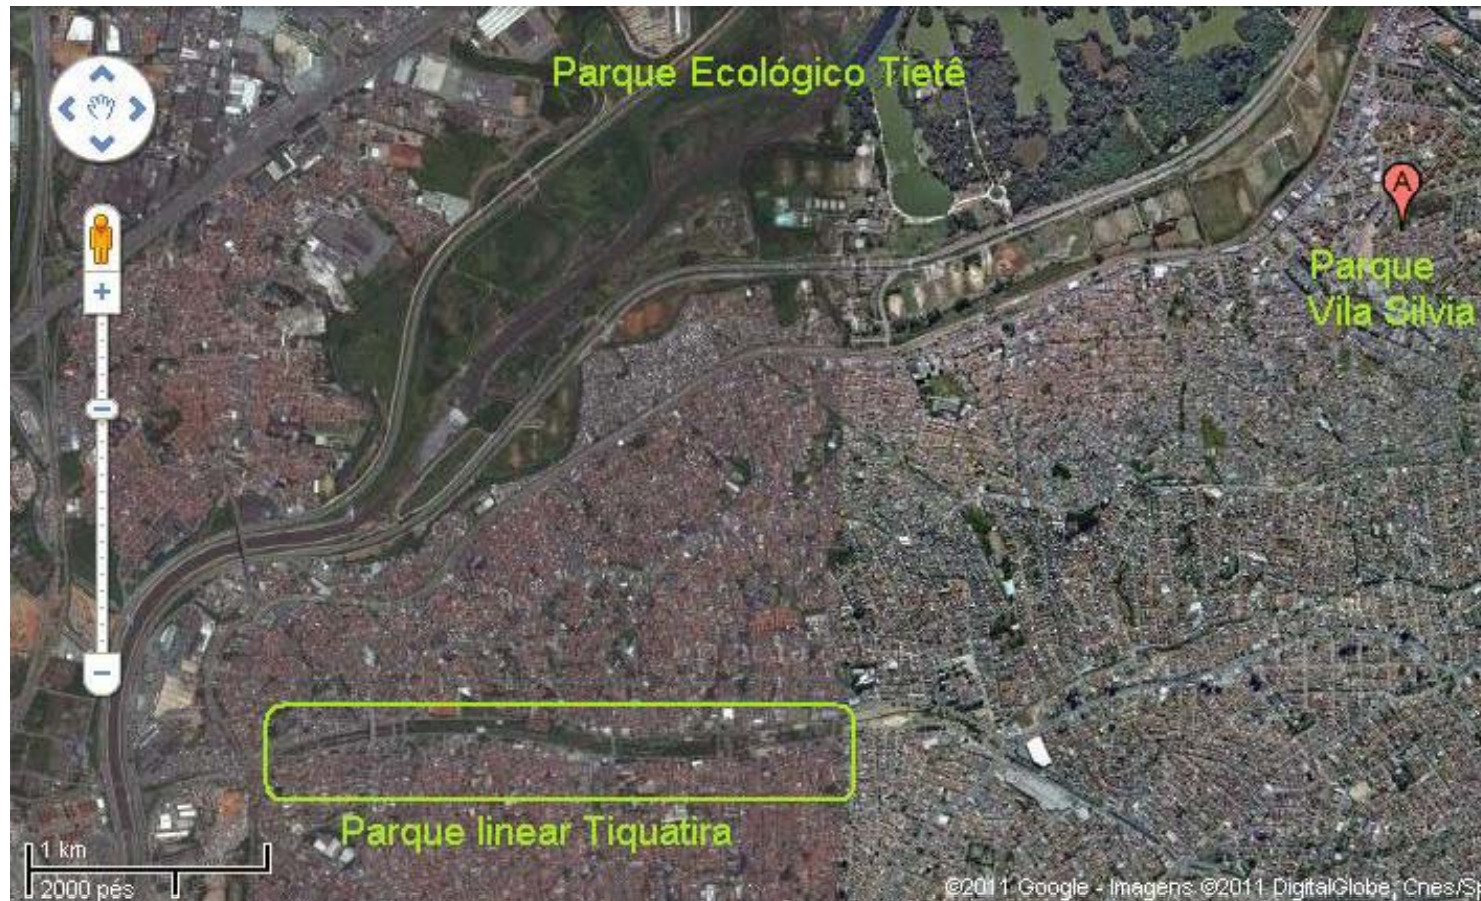 Parque Ecológico Tietê
A
Parque
Vila Silvia
Parque linear Tiquatira
1 km
2000 pés
©2011 Google - Imagens ©2011 DigitalGlobe, Cnes/Sp